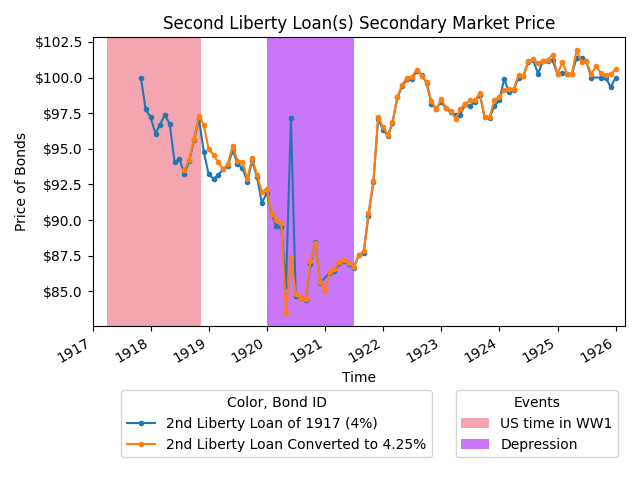 Second Liberty Loan(s) Secondary Market Price
Price of Bonds
$102.5
$100.0
$97.5
$95.0
$92.5
$90.0
$87.5
$85.0
1917
1918
1919
1920
1921
1922
1923
1924
1925
1926
Time
Color, Bond ID
2nd Liberty Loan of 1917 (4%)
2nd Liberty Loan Converted to 4.25%
Events
US time in WW1
Depression